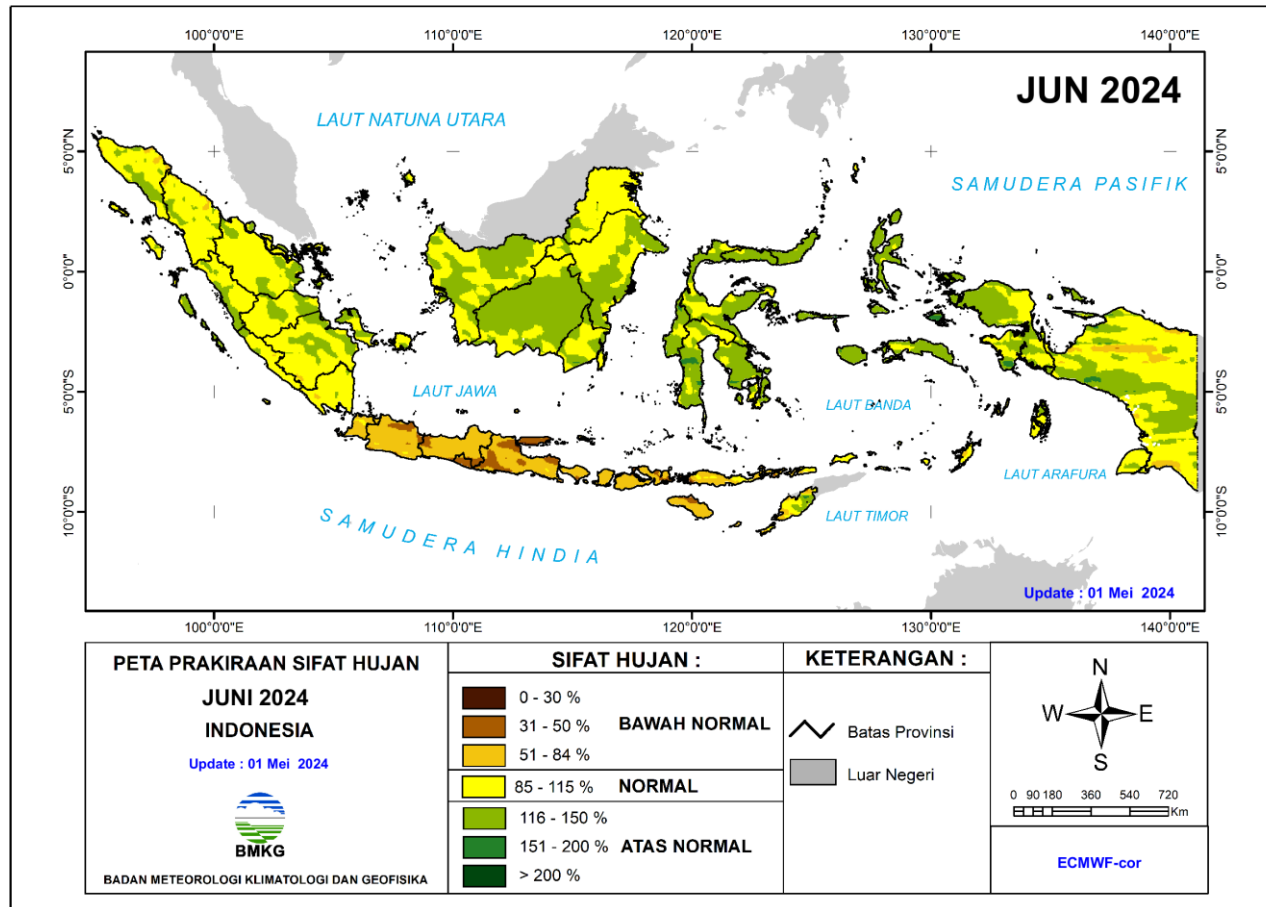 100°0'0"E 110°0'0"E 120°0'0"E 130°0'0"E 140°0'0"E
JUN 2024
LAUT NATUNA UTARA
5°0'0"N 5°0'0"N
SAMUDERA PASIFIK
0°0'0" 0°0'0"
LAUT JAWA
5°0'0"S 5°0'0"S
LAUT BANDA
LAUT ARAFURA
10°0'0"S 10°0'0"S
LAUT TIMOR
SAMUDERA HINDIA
Update : 01 Mei 2024
100°0'0"E 110°0'0"E 120°0'0"E 130°0'0"E 140°0'0"E
PETA PRAKIRAAN SIFAT HUJAN
JUNI 2024
INDONESIA
Update : 01 Mei 2024
BMKG
BADAN METEOROLOGI KLIMATOLOGI DAN GEOFISIKA
SIFAT HUJAN :
0 - 30 %
31 - 50 % BAWAH NORMAL
51 - 84 %
85 - 115 % NORMAL
116 - 150 %
151 - 200 % ATAS NORMAL
> 200 %
KETERANGAN :
Batas Provinsi
Luar Negeri
N
W E
S
0 90 180 360 540 720
Km
ECMWF-cor